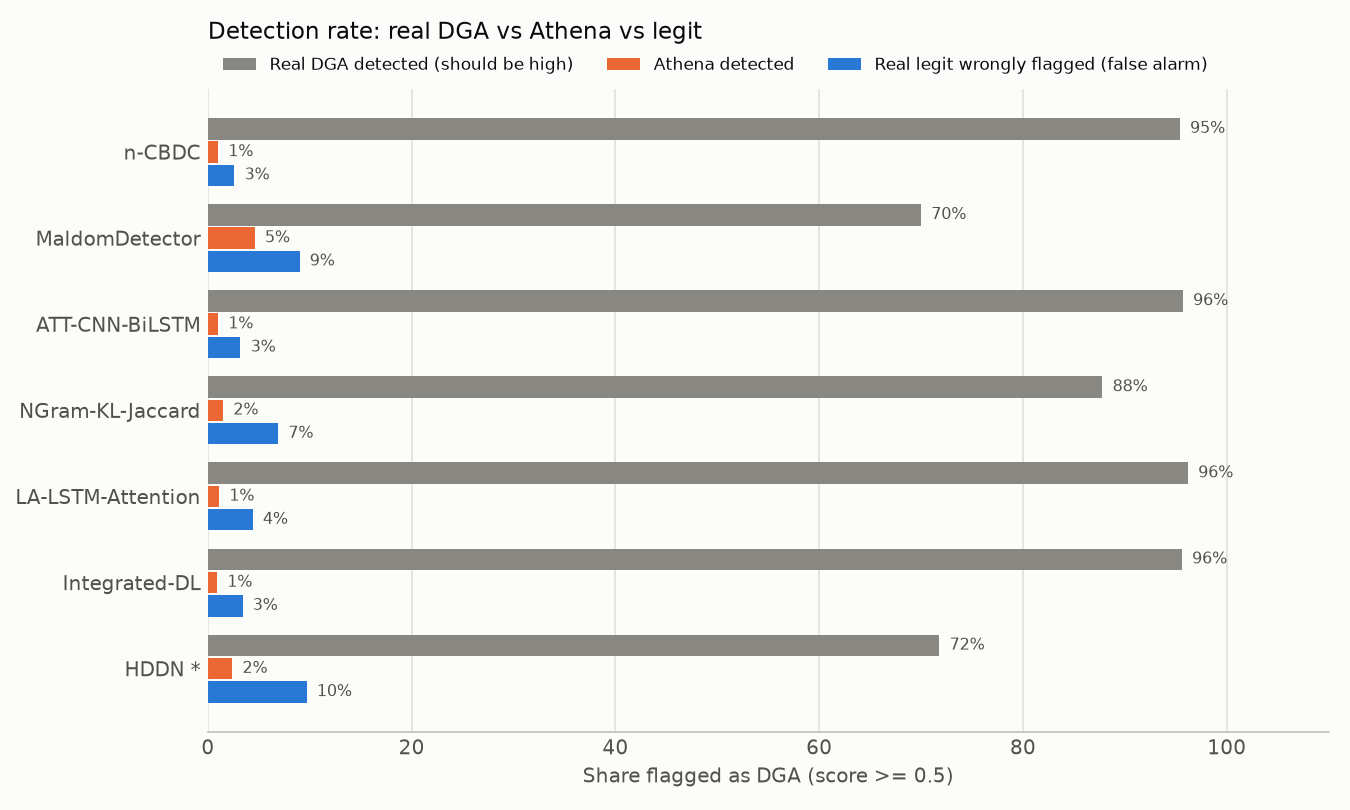 Detection rate: real DGA vs Athena vs legit
Real DGA detected (should be high) Athena detected Real legit wrongly flagged (false alarm)
95%
n-CBDC 1%
3%
70%
MaldomDetector 5%
9%
96%
ATT-CNN-BiLSTM 1%
3%
88%
NGram-KL-Jaccard 2%
7%
96%
LA-LSTM-Attention 1%
4%
96%
Integrated-DL 1%
3%
72%
HDDN * 2%
10%
0 20 40 60 80 100
Share flagged as DGA (score >= 0.5)